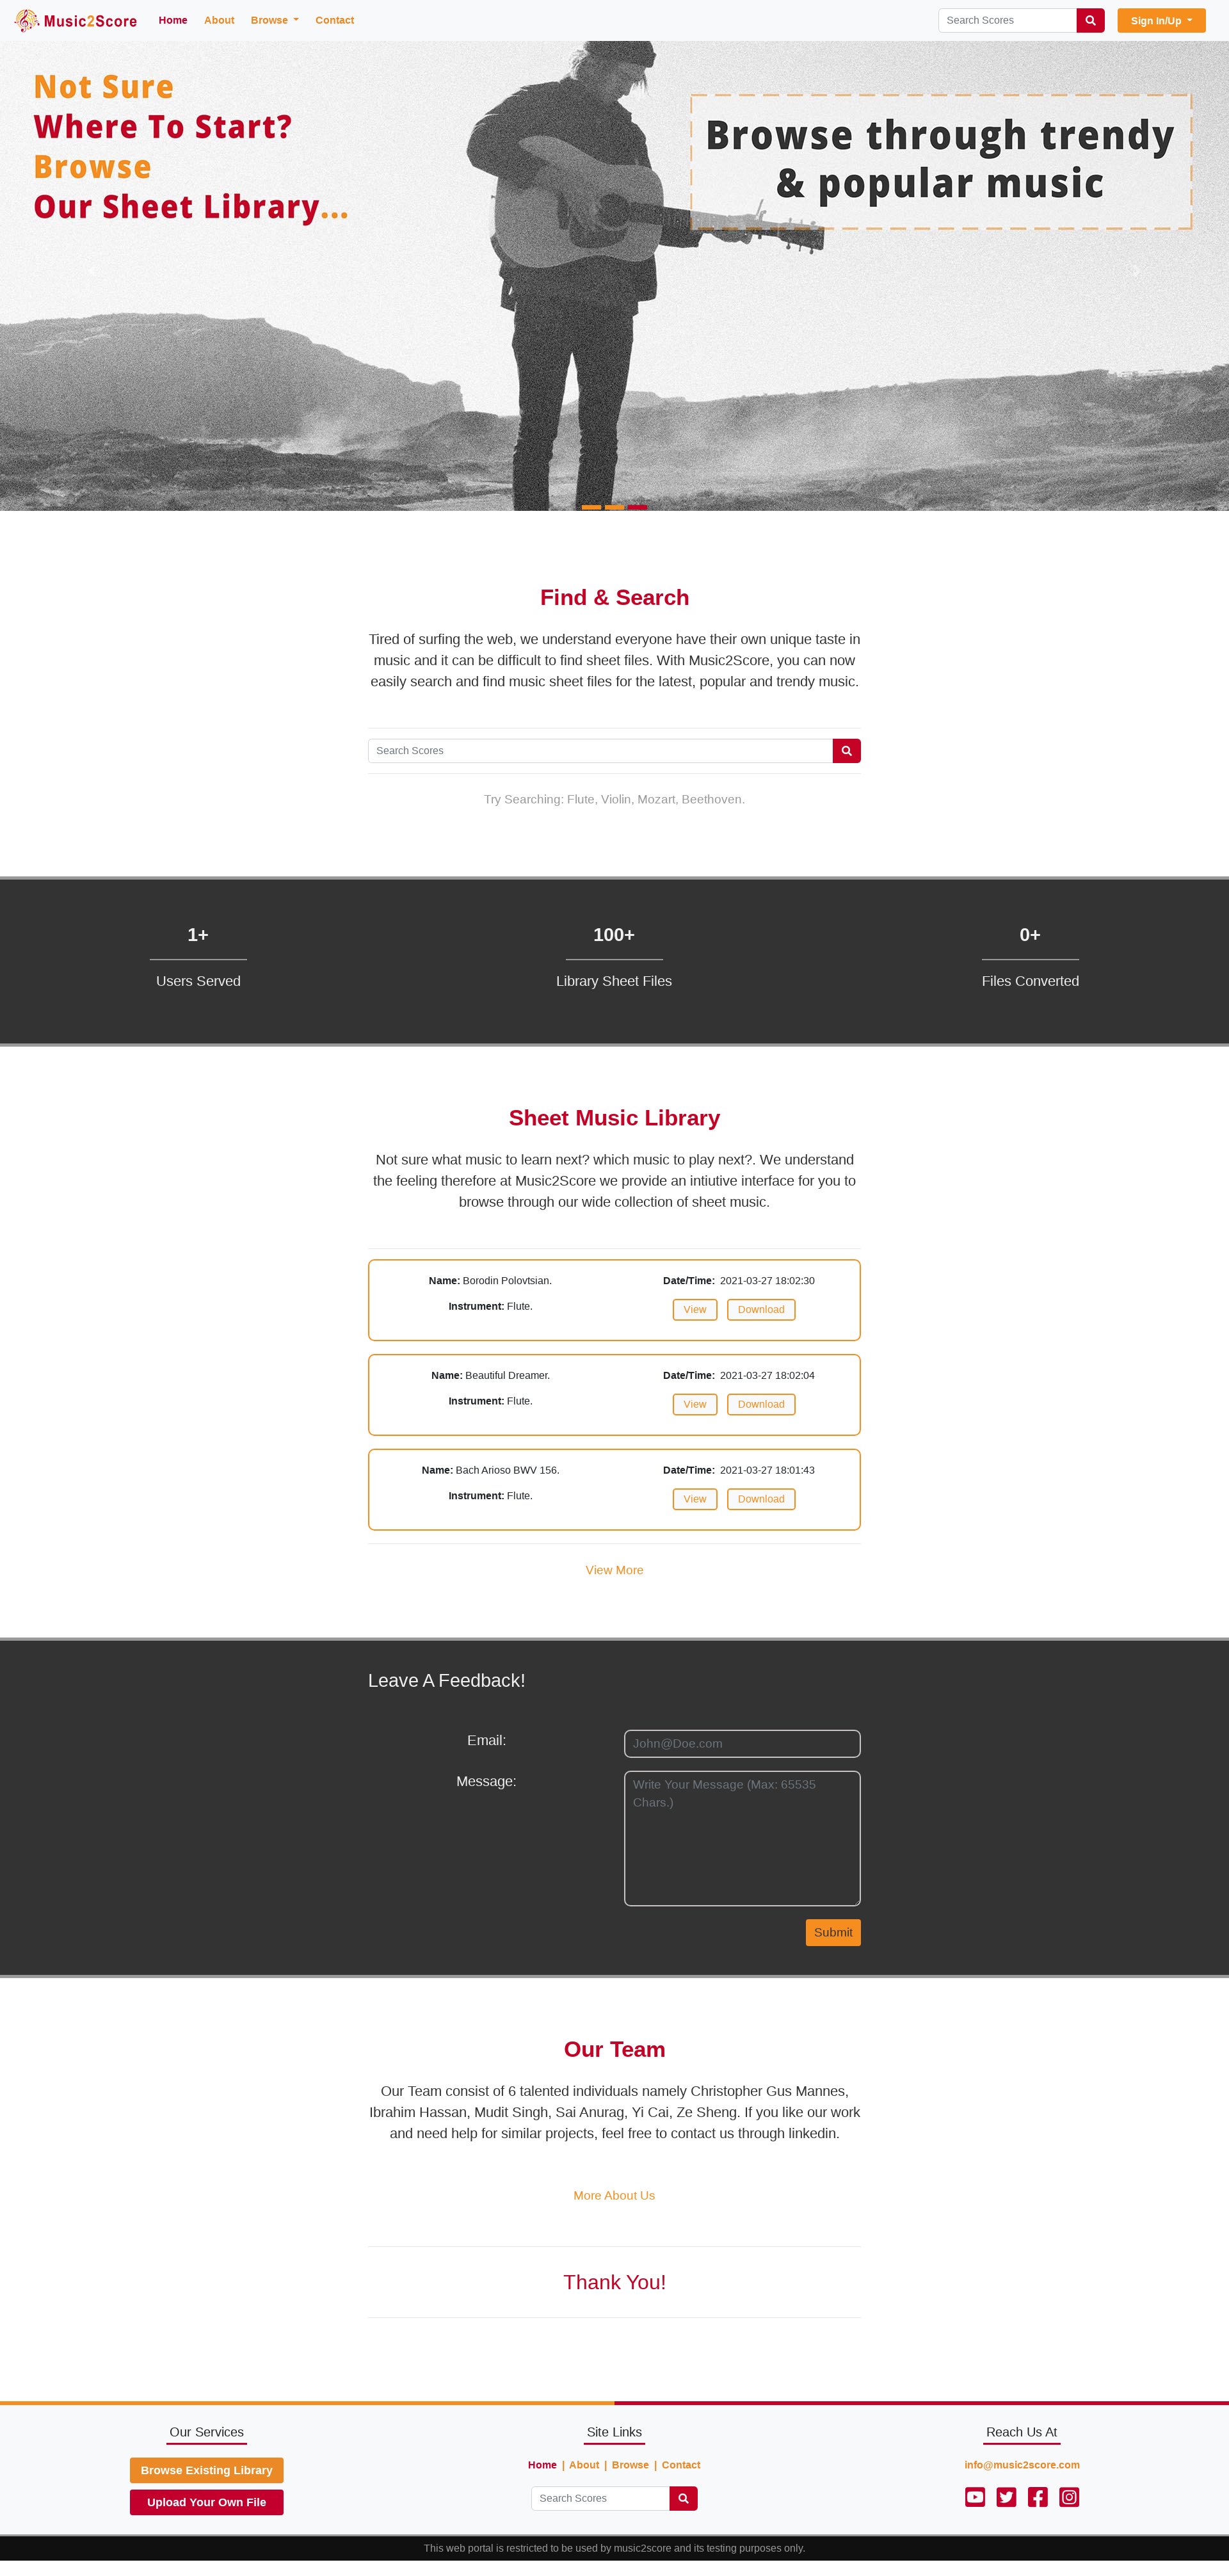 Music2Score
Home
About
Browse
Contact
Search Scores
Sign In/Up
Not Sure
Where To Start?
Browse
Our Sheet Library...
Browse through trendy
& popular music
Find & Search
Tired of surfing the web, we understand everyone have their own unique taste in
music and it can be difficult to find sheet files. With Music2Score, you can now
easily search and find music sheet files for the latest, popular and trendy music.
Search Scores
Try Searching: Flute, Violin, Mozart, Beethoven.
1+
Users Served
100+
Library Sheet Files
0+
Files Converted
Sheet Music Library
Not sure what music to learn next? which music to play next?. We understand
the feeling therefore at Music2Score we provide an intiutive interface for you to
browse through our wide collection of sheet music.
Name: Borodin Polovtsian.
Date/Time: 2021-03-27 18:02:30
Instrument: Flute.
View
Download
Name: Beautiful Dreamer.
Date/Time: 2021-03-27 18:02:04
Instrument: Flute.
View
Download
Name: Bach Arioso BWV 156.
Date/Time: 2021-03-27 18:01:43
Instrument: Flute.
View
Download
View More
Leave A Feedback!
Email:
John@Doe.com
Message:
Write Your Message (Max: 65535
Chars.)
Submit
Our Team
Our Team consist of 6 talented individuals namely Christopher Gus Mannes,
Ibrahim Hassan, Mudit Singh, Sai Anurag, Yi Cai, Ze Sheng. If you like our work
and need help for similar projects, feel free to contact us through linkedin.
More About Us
Thank You!
Our Services
Browse Existing Library
Upload Your Own File
Site Links
Home | About | Browse | Contact
Search Scores
Reach Us At
info@music2score.com
This web portal is restricted to be used by music2score and its testing purposes only.